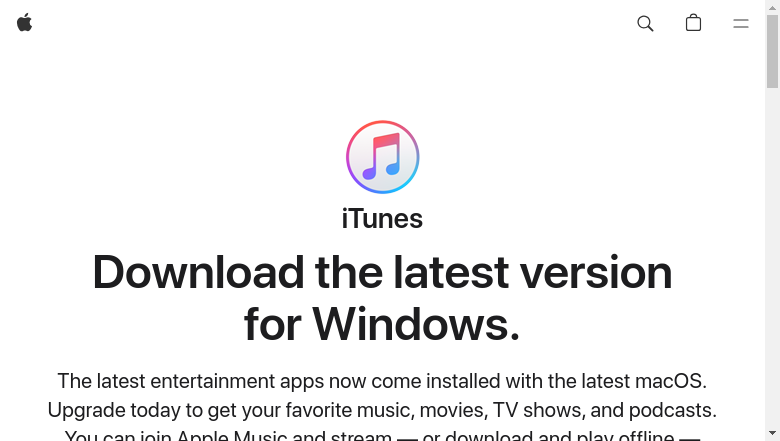 iTunes
Download the latest version
for Windows.
The latest entertainment apps now come installed with the latest macOS.
Upgrade today to get your favorite music, movies, TV shows, and podcasts.
You can join Apple Music and stream — or download and play offline —